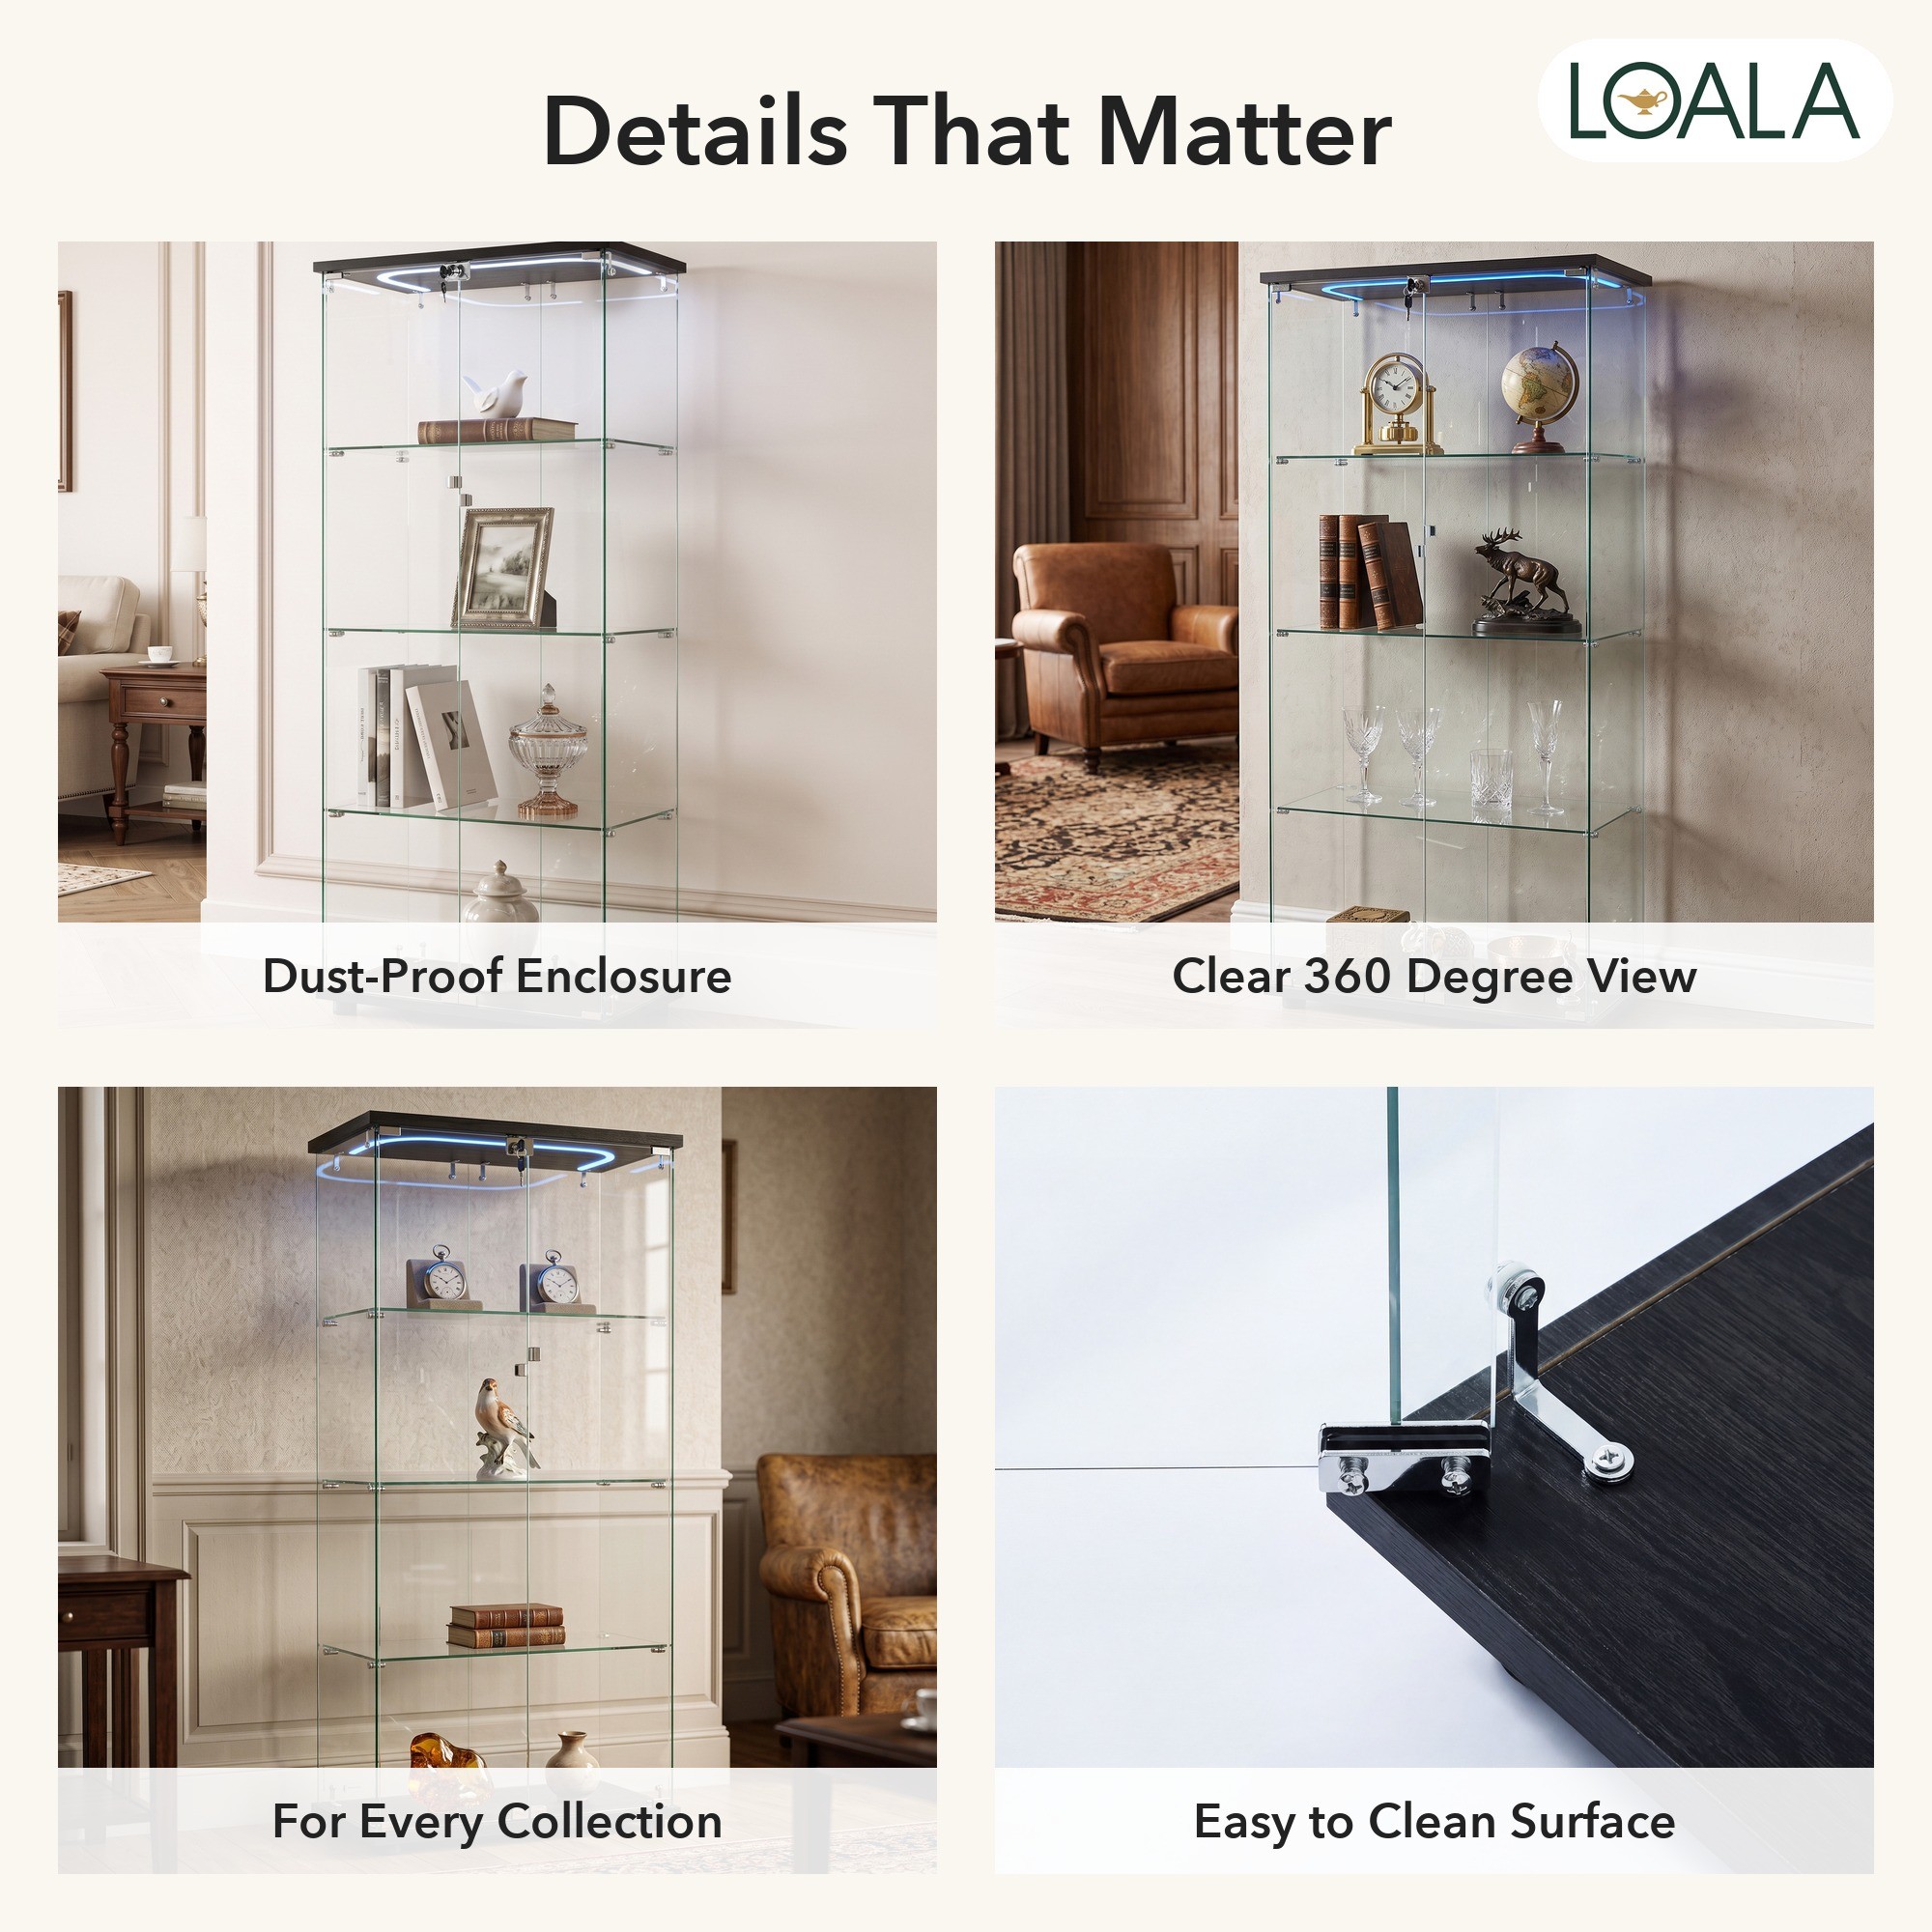 Details That Matter
LOALA
Dust-Proof Enclosure
Clear 360 Degree View
For Every Collection
Easy to Clean Surface